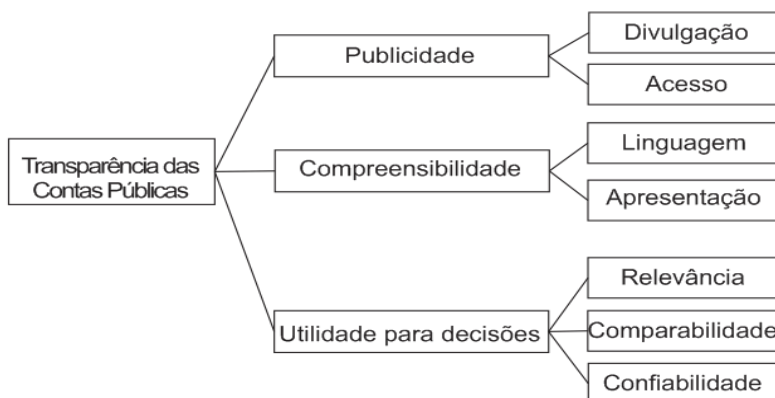 Transparência das
Contas Públicas
Publicidade
Divulgação
Acesso
Compreensibilidade
Linguagem
Apresentação
Utilidade para decisões
Relevância
Comparabilidade
Confiabilidade